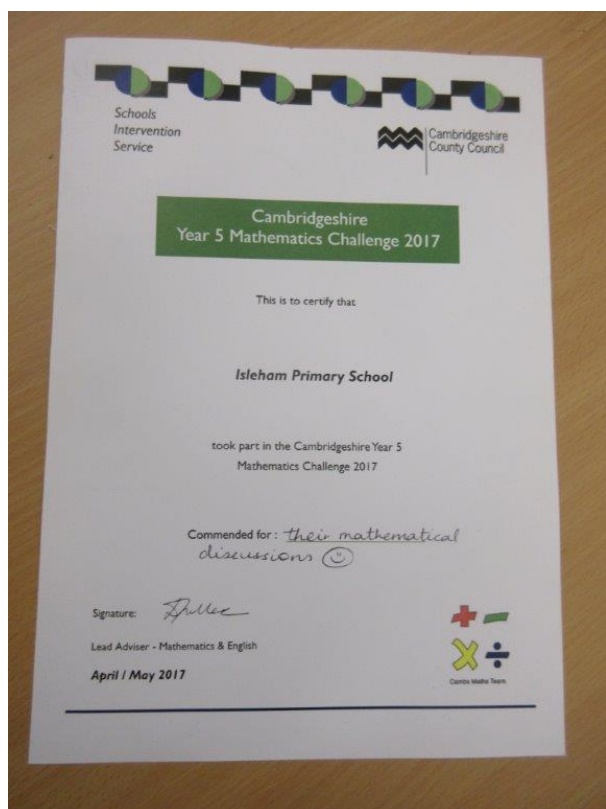 Schools
Intervention
Service
Cambridgeshire
County Council
Cambridgeshire
Year 5 Mathematics Challenge 2017
This is to certify that
Isleham Primary School
took part in the Cambridgeshire Year 5
Mathematics Challenge 2017
Commended for : their mathematical
discussions
Signature:
Lead Adviser - Mathematics & English
April / May 2017
Cambs Maths Team